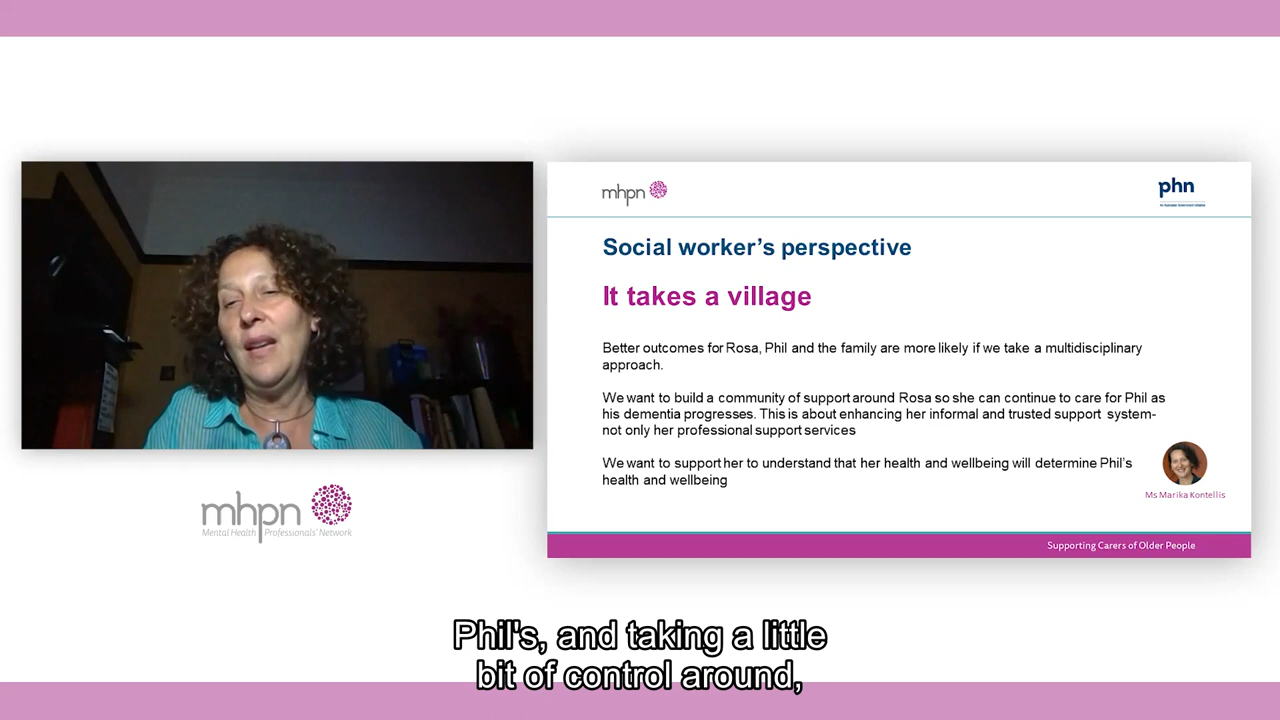 mhpn
Mental Health Professionals' Network
mhpn
phn
Social worker's perspective
It takes a village
Better outcomes for Rosa, Phil and the family are more likely if we take a multidisciplinary
approach.
We want to build a community of support around Rosa so she can continue to care for Phil as
his dementia progresses. This is about enhancing her informal and trusted support system-
not only her professional support services
We want to support her to understand that her health and wellbeing will determine Phil's
health and wellbeing
Ms Marika Kontellis
Supporting Carers of Older People
Phil's, and taking a little
bit of control around,